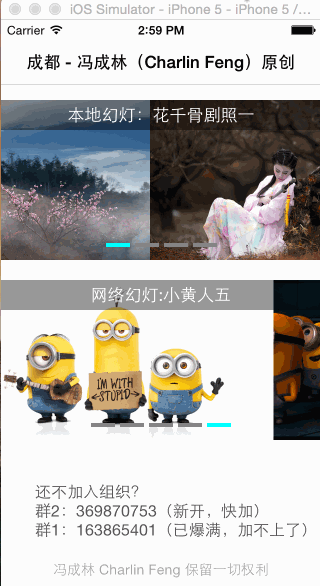 iOS Simulator - iPhone 5 - iPhone 5 /...
Carrier 2:59 PM
成都 - 冯成林（Charlin Feng）原创
本地幻灯：花千骨剧照一
网络幻灯:小黄人五
I'M WITH
STUPID
还不加入组织?
群2：369870753（新开，快加）
群1：163865401（已爆满，加不上了）
冯成林 Charlin Feng 保留一切权利